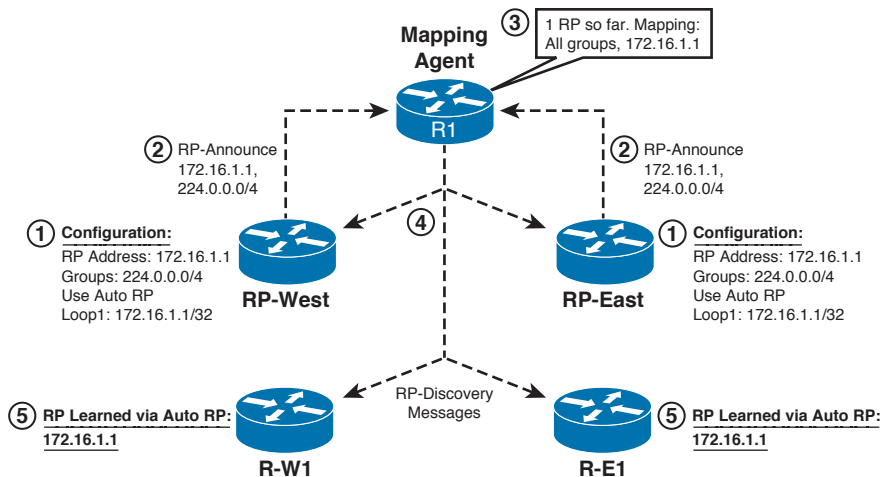 Mapping
Agent
3
1 RP so far. Mapping:
All groups, 172.16.1.1
R1
2
RP-Announce
172.16.1.1,
224.0.0.0/4
2
RP-Announce
172.16.1.1,
224.0.0.0/4
1
Configuration:
RP Address: 172.16.1.1
Groups: 224.0.0.0/4
Use Auto RP
Loop1: 172.16.1.1/32
RP-West
4
RP-East
1
Configuration:
RP Address: 172.16.1.1
Groups: 224.0.0.0/4
Use Auto RP
Loop1: 172.16.1.1/32
5
RP Learned via Auto RP:
172.16.1.1
R-W1
RP-Discovery
Messages
R-E1
5
RP Learned via Auto RP:
172.16.1.1